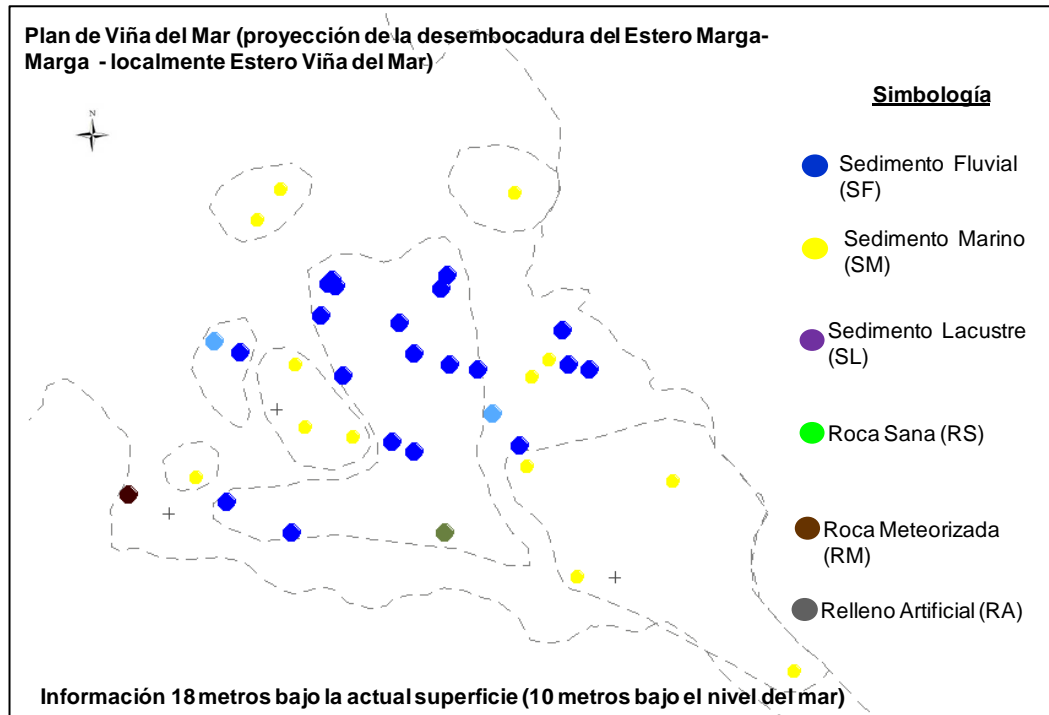 Plan de Viña del Mar (proyección de la desembocadura del Estero Marga-
Marga - localmente Estero Viña del Mar)
N
Simbología
Sedimento Fluvial
(SF)
Sedimento Marino
(SM)
Sedimento Lacustre
(SL)
Roca Sana (RS)
Roca Meteorizada
(RM)
Relleno Artificial (RA)
Información 18 metros bajo la actual superficie (10 metros bajo el nivel del mar)